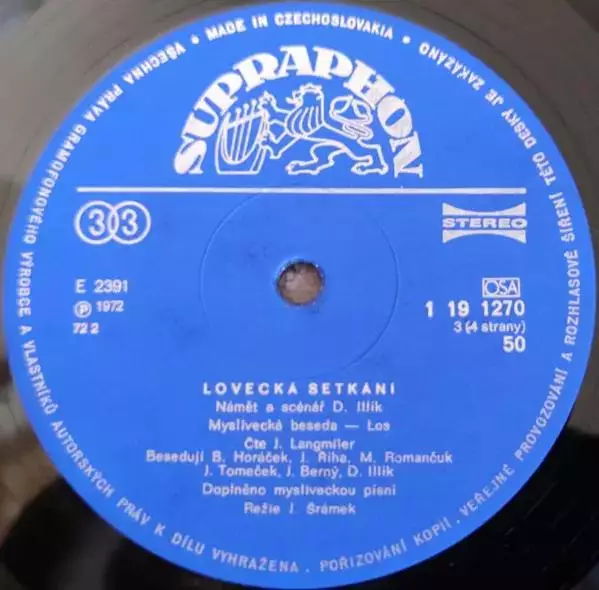 VŠECHNA PRÁVA GRAMOFONOVÉHO VÝROBCE A VLASTNÍKŮ AUTORSKÝCH PRÁV K DÍLU VYHRAŽENA. POŘIZOVÁNÍ KOPIÍ, VEŘEJNÉ PROVOZOVÁNÍ A ROZHLASOVÉ ŠÍŘENÍ TÉTO DESKY JE ZAKÁZÁNO • MADE IN CZECHOSLOVAKIA •
SUPRAPHON
33
STEREO
E 2391
Ⓟ 1972
72 2
OSA
1 19 1270
3 (4 strany)
50
LOVECKÁ SETKÁNÍ
Námět a scénář D. Illík
Myslivecká beseda — Los
Čte J. Langmiler
Besedují B. Horáček, J. Říha, M. Romančuk,
J. Tomeček, J. Berný, D. Illík
Doplněno mysliveckou písní
Režie J. Šrámek